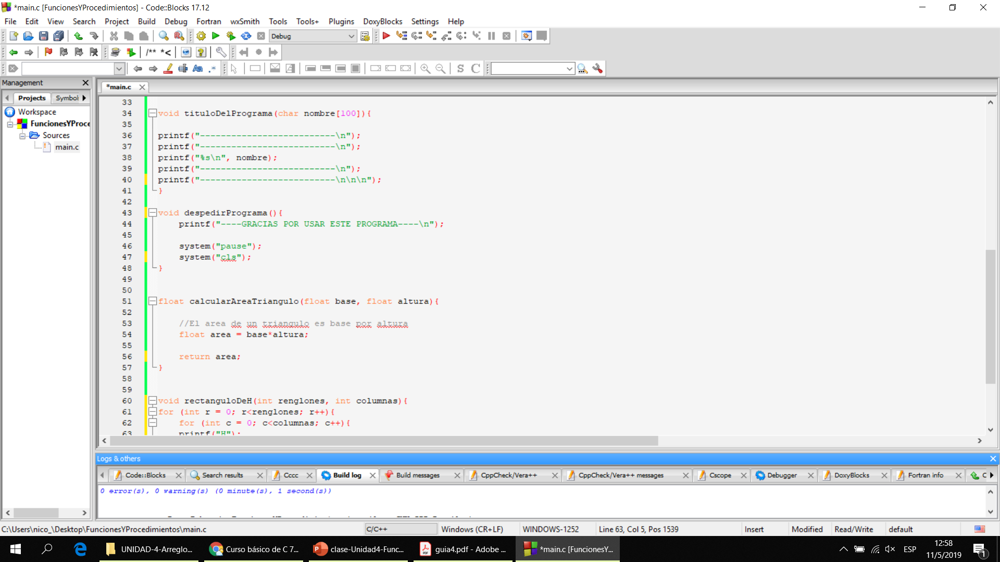 *main.c [FuncionesYProcedimientos] - Code::Blocks 17.12
File Edit View Search Project Build Debug Fortran wxSmith Tools Tools+ Plugins DoxyBlocks Settings Help
Debug
/** *<
Management
*main.c
Projects Symbol
Workspace
FuncionesYProce
Sources
main.c
33
34 void tituloDelPrograma(char nombre[100]){
35
36 printf("--------------------------\n");
37 printf("--------------------------\n");
38 printf("%s\n", nombre);
39 printf("--------------------------\n");
40 printf("--------------------------\n\n\n");
41 }
42
43 void despedirPrograma(){
44 printf("----GRACIAS POR USAR ESTE PROGRAMA----\n");
45
46 system("pause");
47 system("cls");
48 }
49
50
51 float calcularAreaTriangulo(float base, float altura){
52
53 //El area de un triangulo es base por altura
54 float area = base*altura;
55
56 return area;
57 }
58
59
60 void rectanguloDeH(int renglones, int columnas){
61 for (int r = 0; r<renglones; r++){
62 for (int c = 0; c<columnas; c++){
63 printf("H");
Logs & others
Code::Blocks Search results Cccc Build log Build messages CppCheck/Vera++ CppCheck/Vera++ messages Cscope Debugger DoxyBlocks Fortran info C
0 error(s), 0 warning(s) (0 minute(s), 1 second(s))
C:\Users\nico_\Desktop\FuncionesYProcedimientos\main.c C/C++ Windows (CR+LF) WINDOWS-1252 Line 63, Col 5, Pos 1539 Insert Modified Read/Write default
UNIDAD-4-Arreglo... Curso básico de C 7... clase-Unidad4-Func... guia4.pdf - Adobe ... *main.c [FuncionesY... ESP 12:58
11/5/2019
1